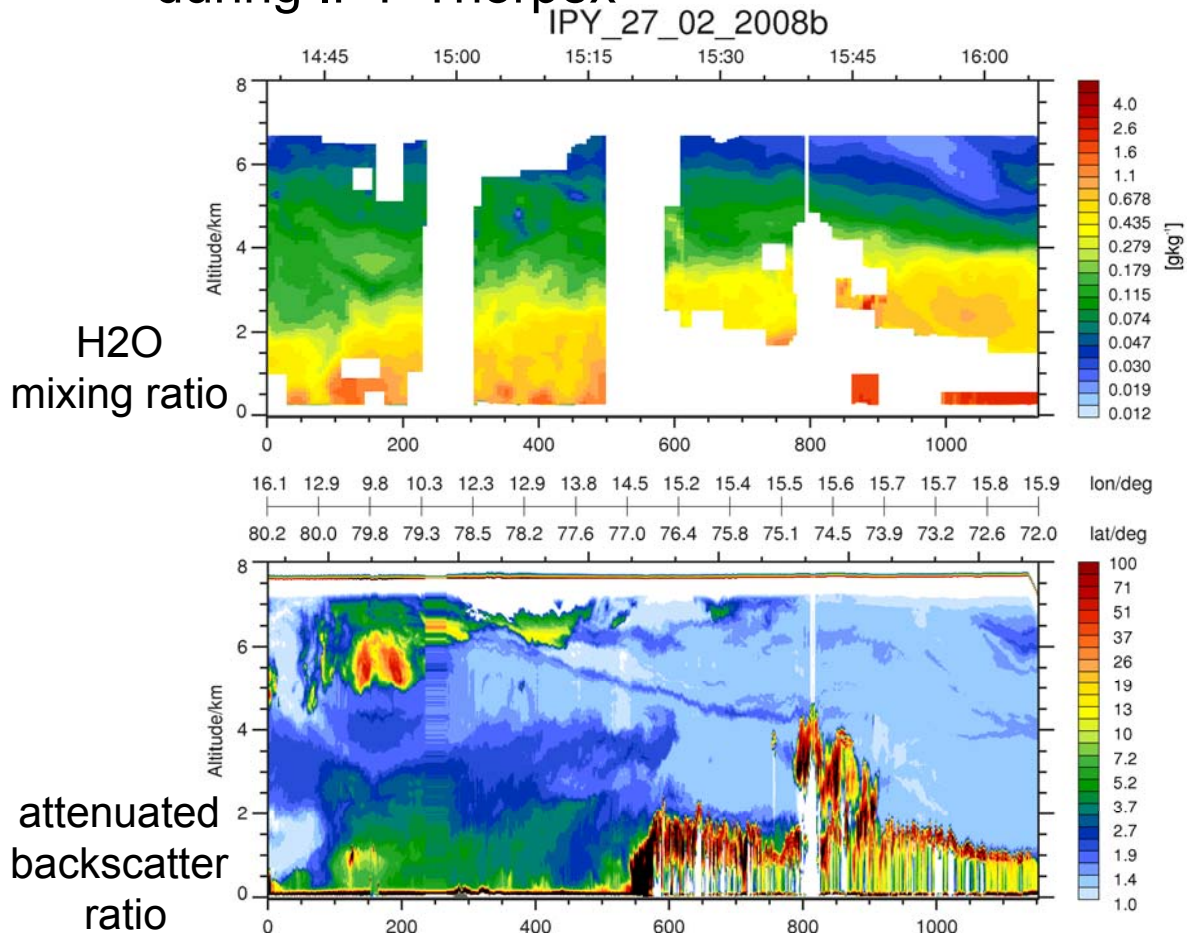 during IPY-Thorpex
IPY_27_02_2008b
14:45 15:00 15:15 15:30 15:45 16:00
8
6
4
2
0
Altitude/km
0 200 400 600 800 1000
4.0
2.6
1.6
1.1
0.678
0.435
0.279
0.179
0.115
0.074
0.047
0.030
0.019
0.012
[gkg⁻¹]
H2O
mixing ratio
16.1 12.9 9.8 10.3 12.3 12.9 13.8 14.5 15.2 15.4 15.5 15.6 15.7 15.7 15.8 15.9 lon/deg
80.2 80.0 79.8 79.3 78.5 78.2 77.6 77.0 76.4 75.8 75.1 74.5 73.9 73.2 72.6 72.0 lat/deg
8
6
4
2
0
Altitude/km
0 200 400 600 800 1000
100
71
51
37
26
19
13
10
7.2
5.2
3.7
2.7
1.9
1.4
1.0
attenuated
backscatter
ratio